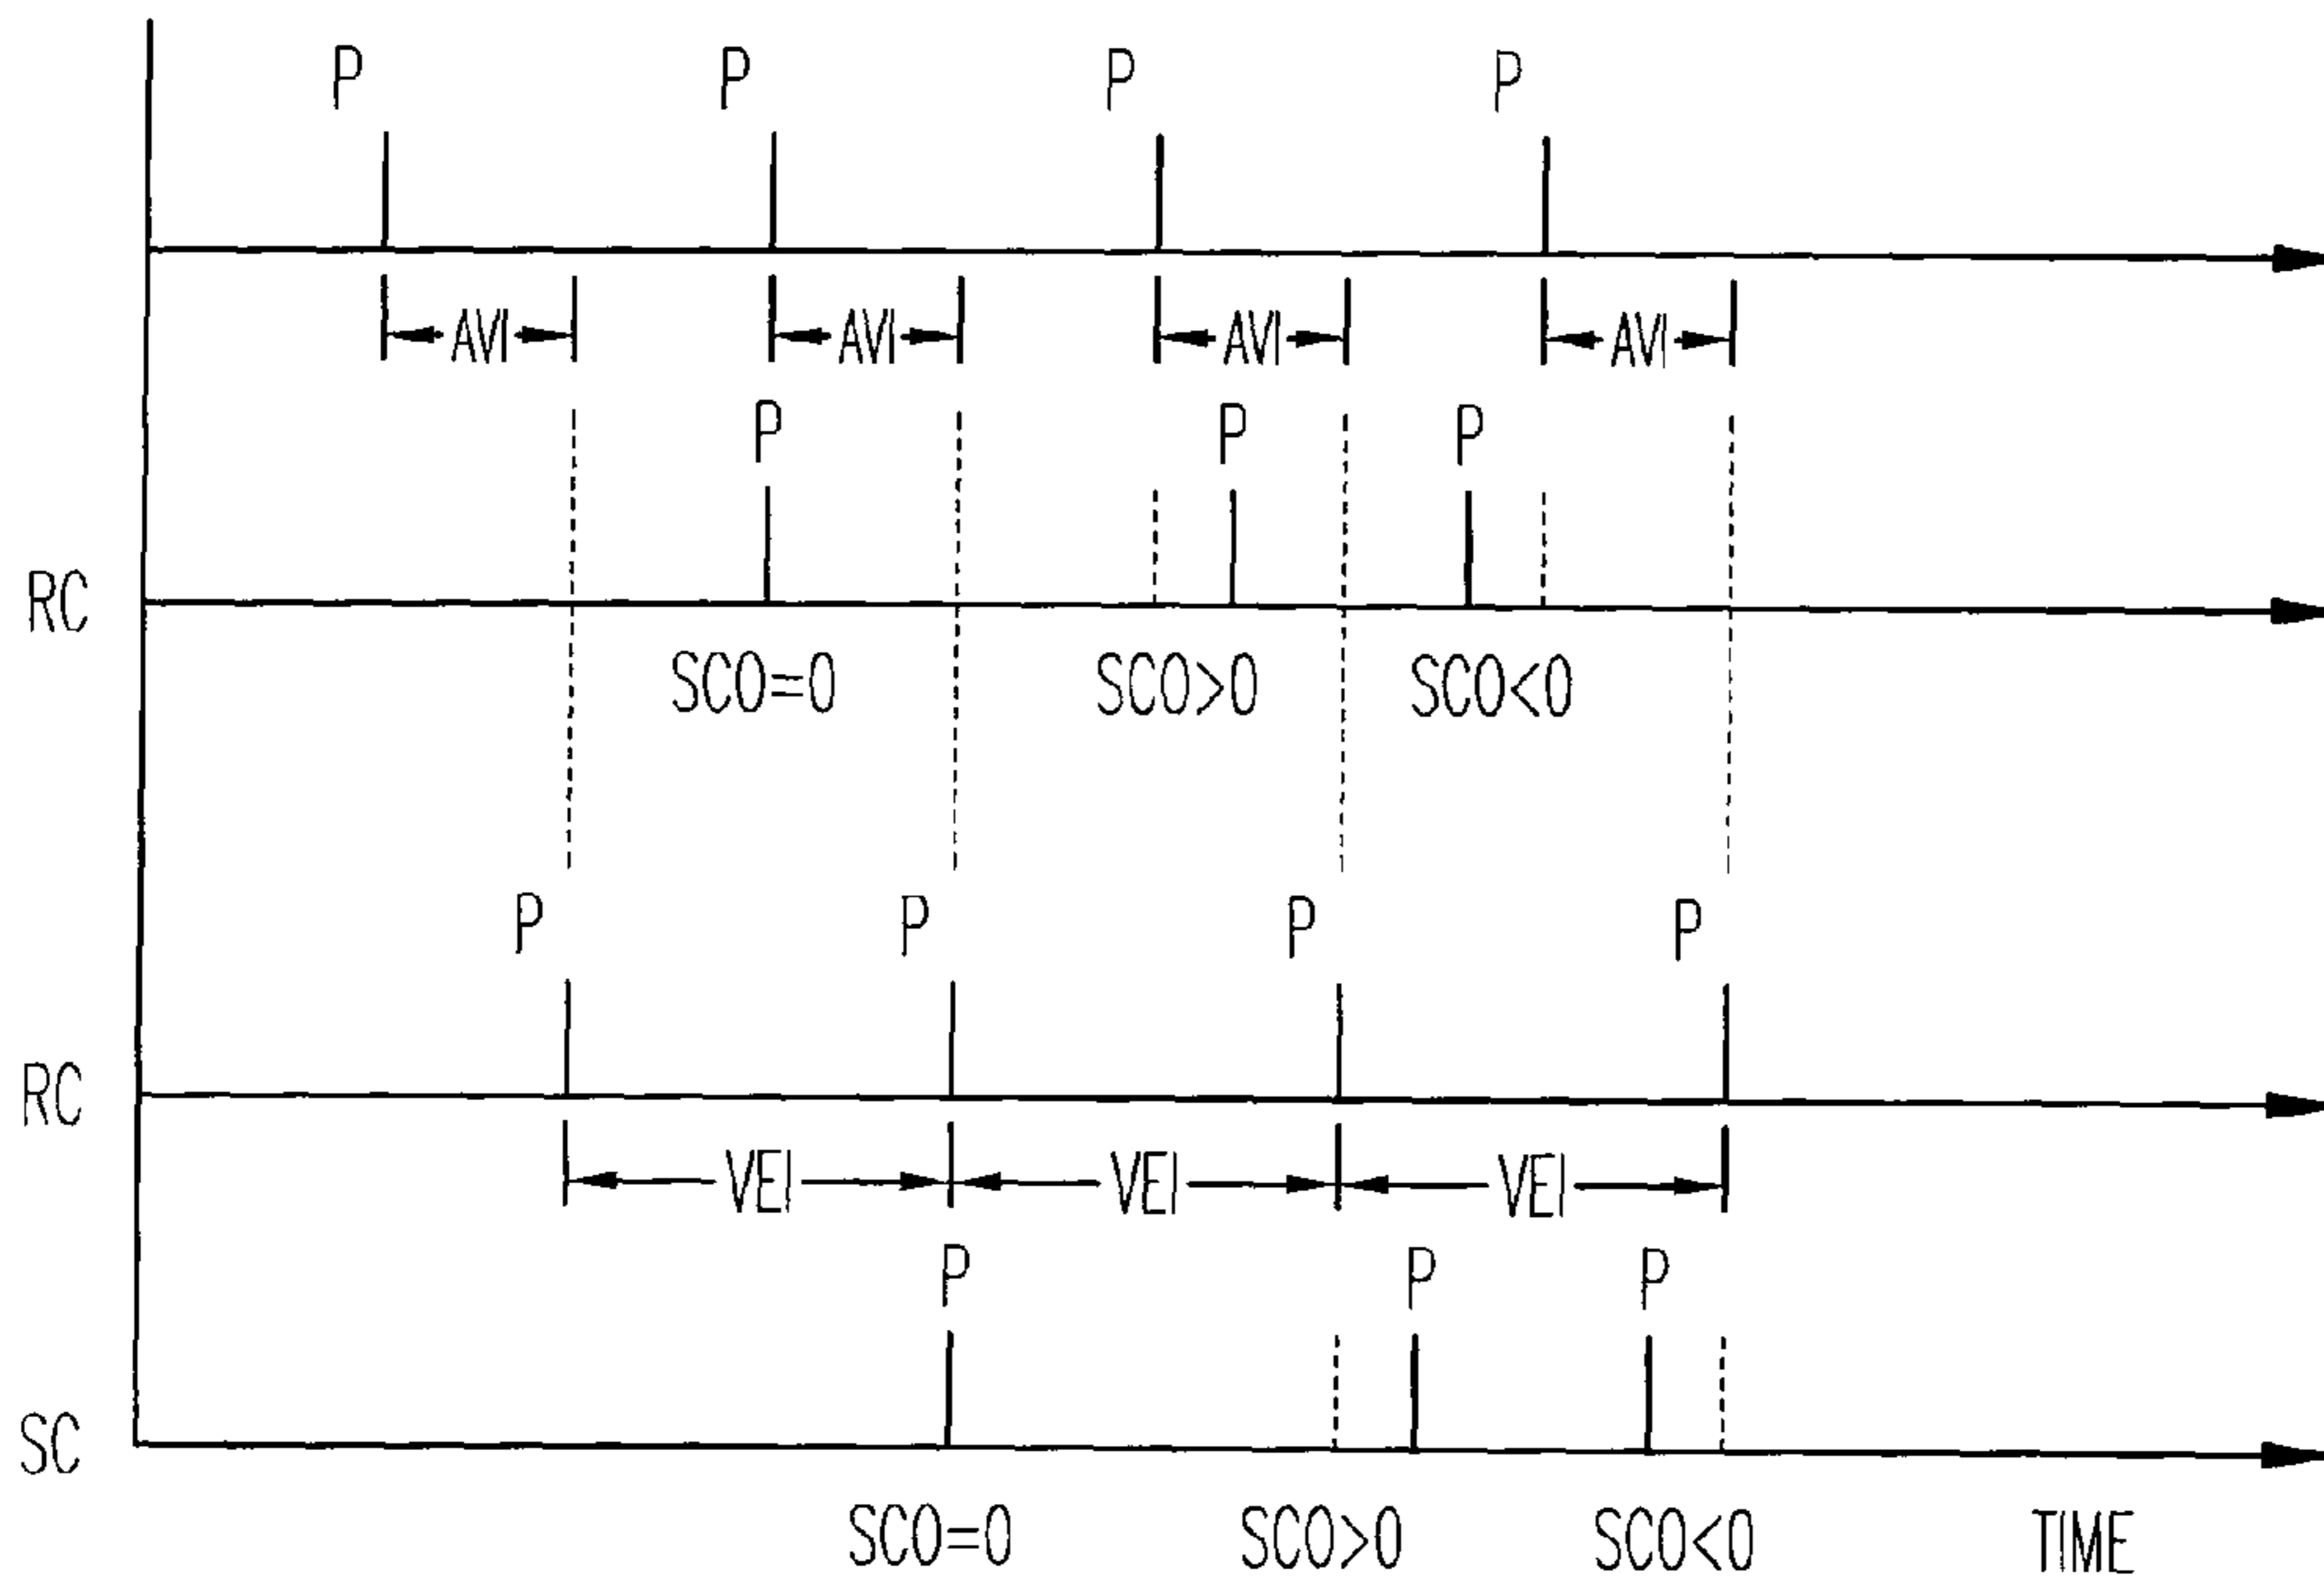 P P P P
AVI AVI AVI AVI
P P P
RC
SCO=0 SCO>0 SCO<0
P P P P
RC
VEI VEI VEI
P P P
SC
SCO=0 SCO>0 SCO<0 TIME